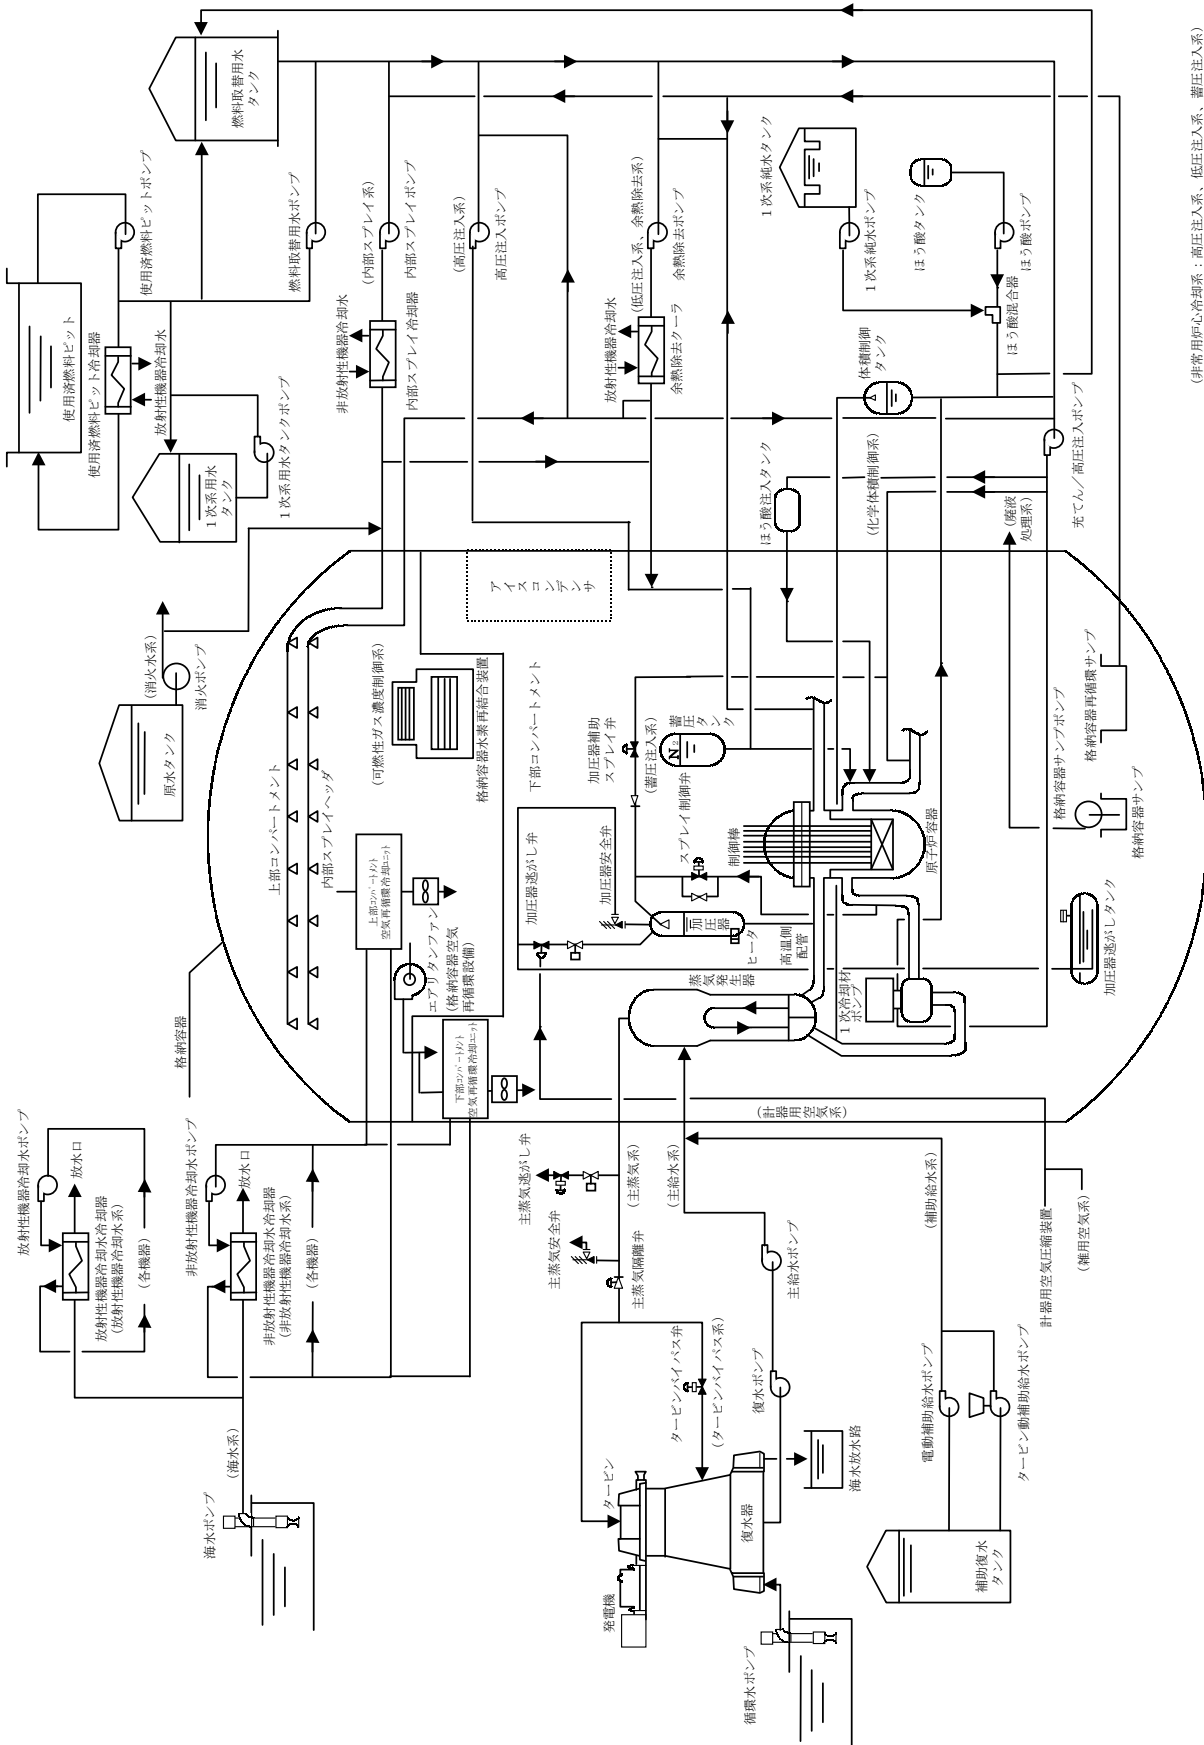 使用済燃料ピット
使用済燃料ピット冷却器
使用済燃料ピットポンプ
放射性機器冷却水
燃料取替用水
タンク
燃料取替用水ポンプ
1次系用水
タンク
1次系用水タンクポンプ
(内部スプレイ系)
内部スプレイポンプ
非放射性機器冷却水
内部スプレイ冷却器
(高圧注入系)
高圧注入ポンプ
(低圧注入系、余熱除去系)
余熱除去ポンプ
放射性機器冷却水
余熱除去クーラ
1次系純水タンク
1次系純水ポンプ
ほう酸タンク
ほう酸ポンプ
ほう酸混合器
体積制御
タンク
ほう酸注入タンク
(化学体積制御系)
充てん/高圧注入ポンプ
(廃液
処理系)
(非常用炉心冷却系:高圧注入系、低圧注入系、蓄圧注入系)
(消火水系)
消火ポンプ
原水タンク
アイスコンデンサ
上部コンパートメント
内部スプレイヘッダ
(可燃性ガス濃度制御系)
格納容器水素再結合装置
下部コンパートメント
上部コンパートメント
空気再循環冷却ユニット
エアリタンファン
(格納容器空気
再循環設備)
下部コンパートメント
空気再循環冷却ユニット
格納容器
加圧器補助
スプレイ弁
(蓄圧注入系)
蓄圧
タンク
N2
スプレイ制御弁
加圧器逃がし弁
加圧器安全弁
加圧器
ヒータ
制御棒
原子炉容器
高温側
配管
蒸気
発生
器
1次冷却材
ポンプ
加圧器逃がしタンク
格納容器サンプポンプ
格納容器サンプ
格納容器再循環サンプ
(計器用空気系)
放射性機器冷却水ポンプ
放水口
放射性機器冷却水冷却器
(放射性機器冷却水系)
(各機器)
非放射性機器冷却水ポンプ
放水口
非放射性機器冷却水冷却器
(非放射性機器冷却水系)
(各機器)
(海水系)
海水ポンプ
主蒸気逃がし弁
主蒸気安全弁
主蒸気隔離弁
(主蒸気系)
(主給水系)
主給水ポンプ
(補助給水系)
計器用空気圧縮装置
(雑用空気系)
タービンバイパス弁
(タービンバイパス系)
復水ポンプ
タービン
発電機
復水器
海水放水路
循環水ポンプ
電動補助給水ポンプ
タービン動補助給水ポンプ
補助復水
タンク